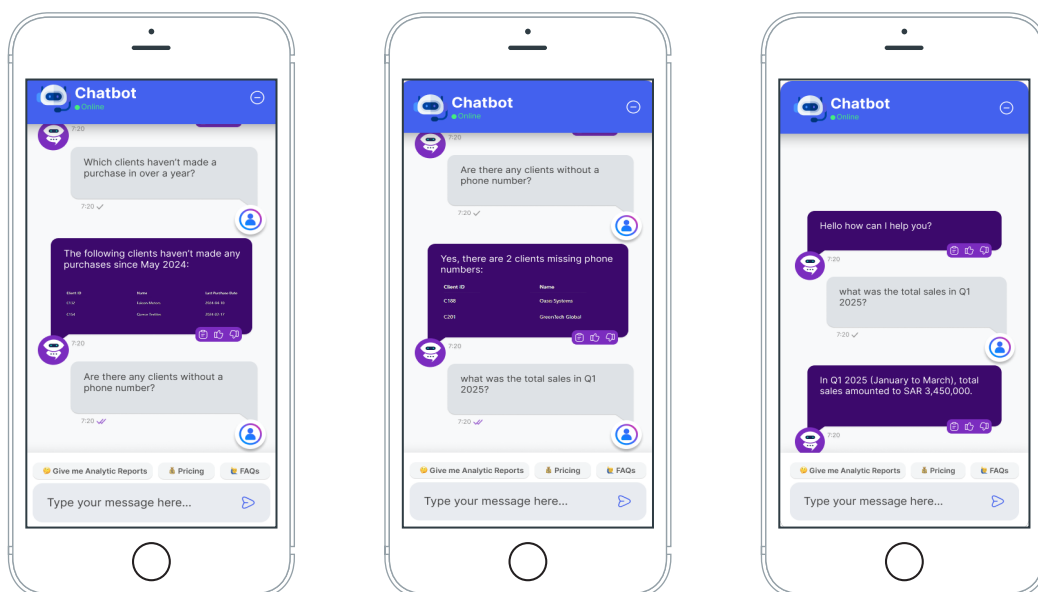 Chatbot
Online
7:20
Which clients haven't made a
purchase in over a year?
7:20
The following clients haven't made any
purchases since May 2024:
Client ID Name Last Purchase Date
7:20
Are there any clients without a
phone number?
7:20
Give me Analytic Reports Pricing FAQs
Type your message here...
Chatbot
Online
7:20
Are there any clients without a
phone number?
7:20
Yes, there are 2 clients missing phone
numbers:
Client ID Name
C188 Oaso Systems
C201 GreenTech Global
7:20
what was the total sales in Q1
2025?
7:20
Give me Analytic Reports Pricing FAQs
Type your message here...
Chatbot
Online
Hello how can I help you?
7:20
what was the total sales in Q1
2025?
7:20
In Q1 2025 (January to March), total
sales amounted to SAR 3,450,000.
7:20
Give me Analytic Reports Pricing FAQs
Type your message here...